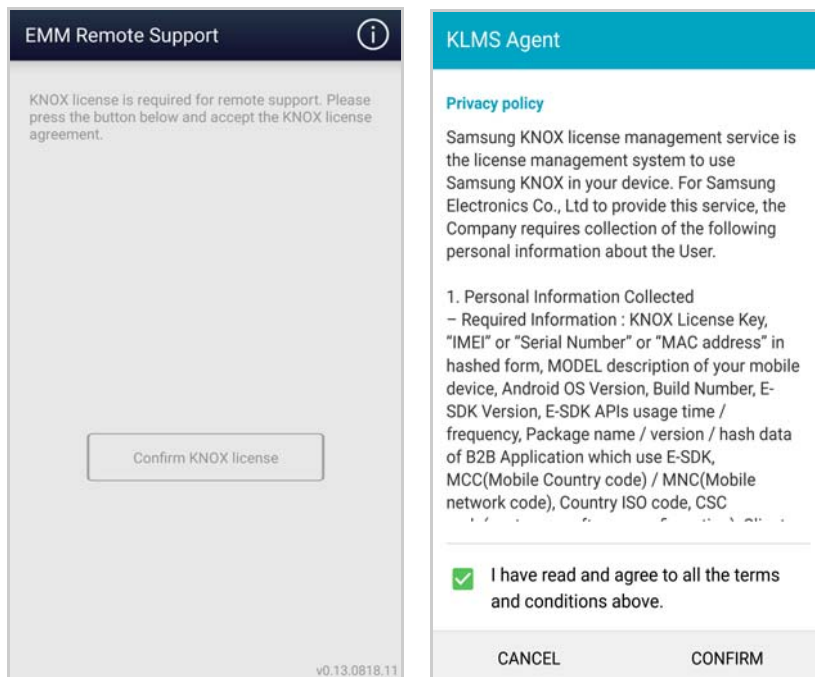 EMM Remote Support
KNOX license is required for remote support. Please
press the button below and accept the KNOX license
agreement.
Confirm KNOX license
v0.13.0818.11
KLMS Agent
Privacy policy
Samsung KNOX license management service is
the license management system to use
Samsung KNOX in your device. For Samsung
Electronics Co., Ltd to provide this service, the
Company requires collection of the following
personal information about the User.
1. Personal Information Collected
– Required Information : KNOX License Key,
“IMEI” or “Serial Number” or “MAC address” in
hashed form, MODEL description of your mobile
device, Android OS Version, Build Number, E-
SDK Version, E-SDK APIs usage time /
frequency, Package name / version / hash data
of B2B Application which use E-SDK,
MCC(Mobile Country code) / MNC(Mobile
network code), Country ISO code, CSC
I have read and agree to all the terms
and conditions above.
CANCEL
CONFIRM